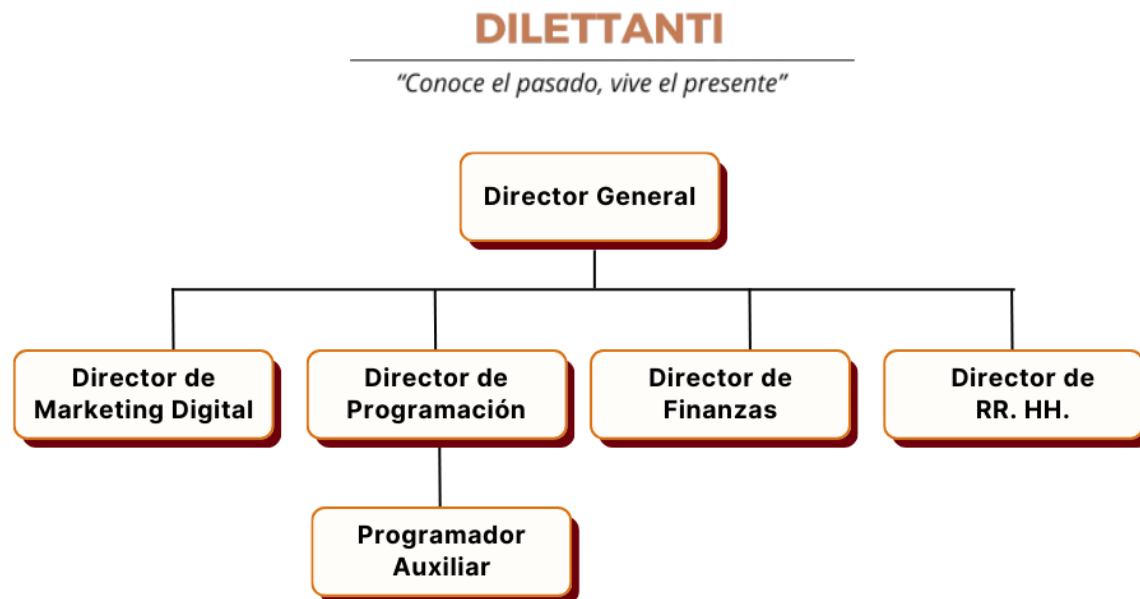 DILETTANTI
“Conoce el pasado, vive el presente”
Director General
Director de
Marketing Digital
Director de
Programación
Director de
Finanzas
Director de
RR. HH.
Programador
Auxiliar